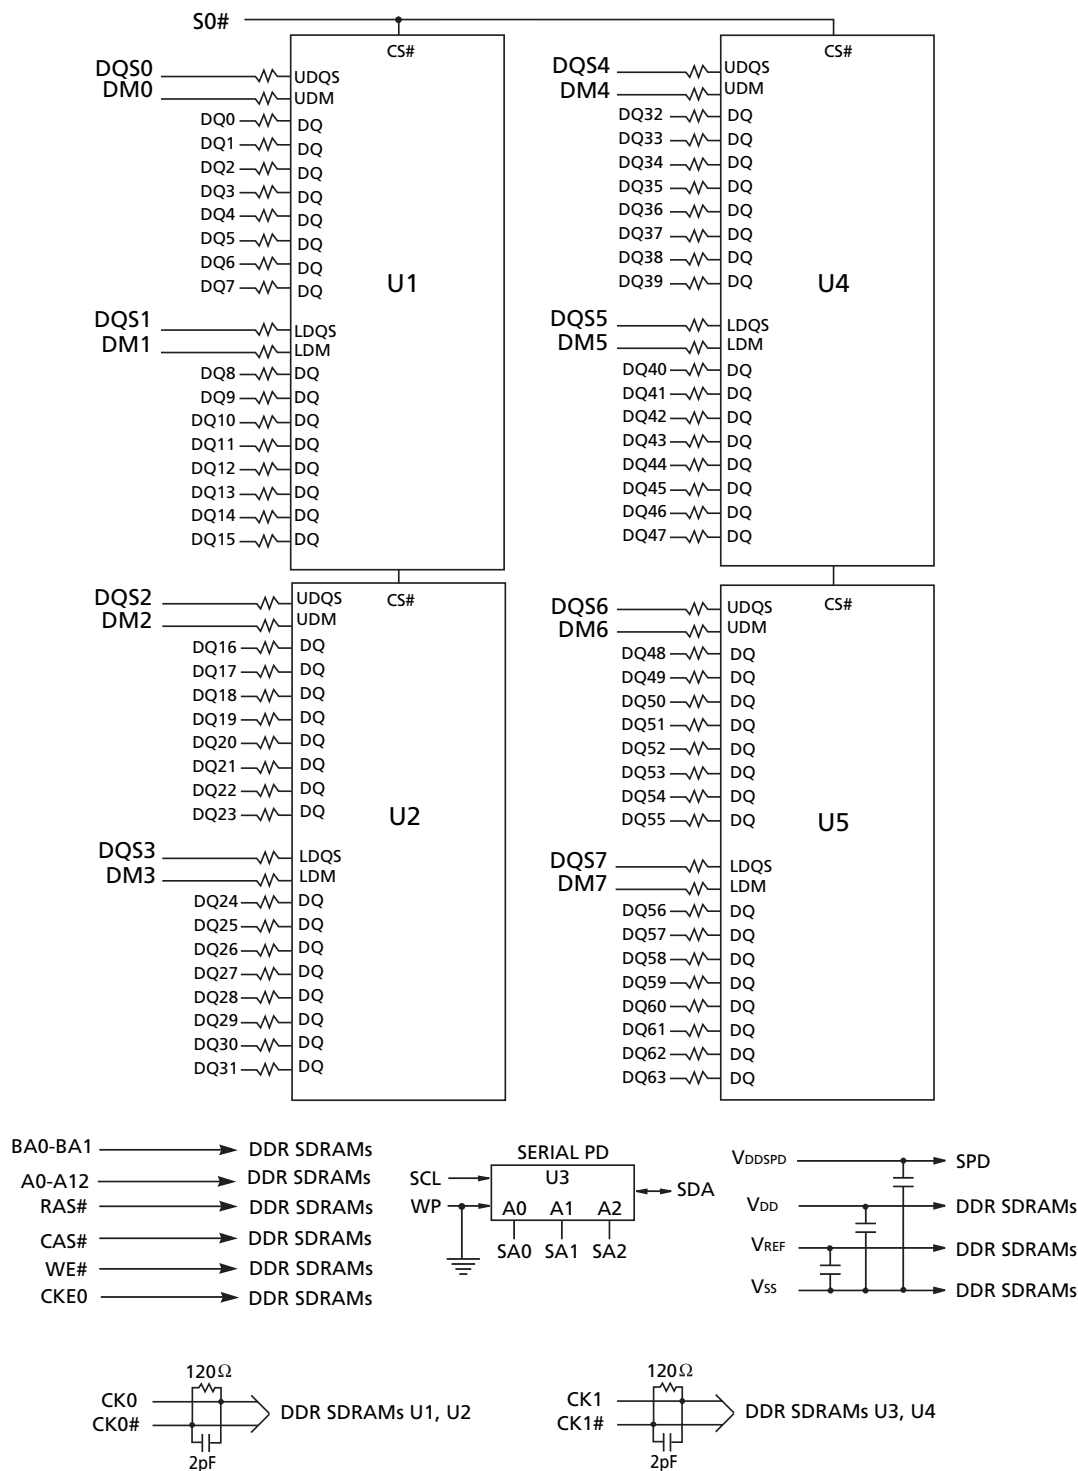 S0#
CS#
DQS0
UDQS
DM0
UDM
DQ0 DQ
DQ1 DQ
DQ2 DQ
DQ3 DQ
DQ4 DQ
DQ5 DQ
DQ6 DQ
DQ7 DQ
U1
DQS1
LDQS
DM1
LDM
DQ8 DQ
DQ9 DQ
DQ10 DQ
DQ11 DQ
DQ12 DQ
DQ13 DQ
DQ14 DQ
DQ15 DQ
CS#
DQS4
UDQS
DM4
UDM
DQ32 DQ
DQ33 DQ
DQ34 DQ
DQ35 DQ
DQ36 DQ
DQ37 DQ
DQ38 DQ
DQ39 DQ
U4
DQS5
LDQS
DM5
LDM
DQ40 DQ
DQ41 DQ
DQ42 DQ
DQ43 DQ
DQ44 DQ
DQ45 DQ
DQ46 DQ
DQ47 DQ
CS#
DQS2
UDQS
DM2
UDM
DQ16 DQ
DQ17 DQ
DQ18 DQ
DQ19 DQ
DQ20 DQ
DQ21 DQ
DQ22 DQ
DQ23 DQ
U2
DQS3
LDQS
DM3
LDM
DQ24 DQ
DQ25 DQ
DQ26 DQ
DQ27 DQ
DQ28 DQ
DQ29 DQ
DQ30 DQ
DQ31 DQ
CS#
DQS6
UDQS
DM6
UDM
DQ48 DQ
DQ49 DQ
DQ50 DQ
DQ51 DQ
DQ52 DQ
DQ53 DQ
DQ54 DQ
DQ55 DQ
U5
DQS7
LDQS
DM7
LDM
DQ56 DQ
DQ57 DQ
DQ58 DQ
DQ59 DQ
DQ60 DQ
DQ61 DQ
DQ62 DQ
DQ63 DQ
BA0-BA1 DDR SDRAMs
A0-A12 DDR SDRAMs
RAS# DDR SDRAMs
CAS# DDR SDRAMs
WE# DDR SDRAMs
CKE0 DDR SDRAMs
SERIAL PD
SCL
U3
SDA
WP
A0 A1 A2
SA0 SA1 SA2
VDDSPD SPD
VDD DDR SDRAMs
VREF DDR SDRAMs
VSS DDR SDRAMs
120Ω
CK0
CK0#
DDR SDRAMs U1, U2
2pF
120Ω
CK1
CK1#
DDR SDRAMs U3, U4
2pF